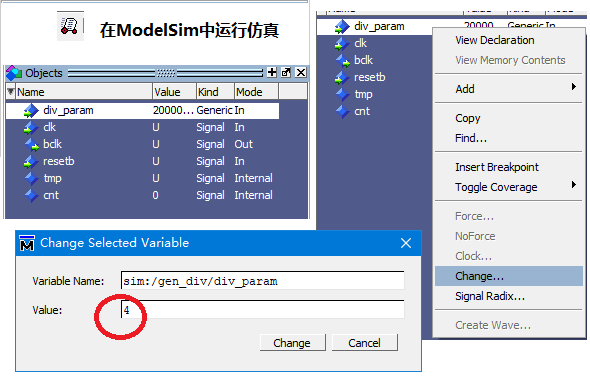 在ModelSim中运行仿真
Objects
Name Value Kind Mode
div_param 20000... Generic In
clk U Signal In
bclk U Signal Out
resetb U Signal In
tmp U Signal Internal
cnt 0 Signal Internal
div_param 20000 Generic In
clk
bclk
resetb
tmp
cnt
View Declaration
View Memory Contents
Add
Copy
Find...
Insert Breakpoint
Toggle Coverage
Force...
NoForce
Clock...
Change...
Signal Radix...
Create Wave...
Change Selected Variable
Variable Name: sim:/gen_div/div_param
Value: 4
Change Cancel